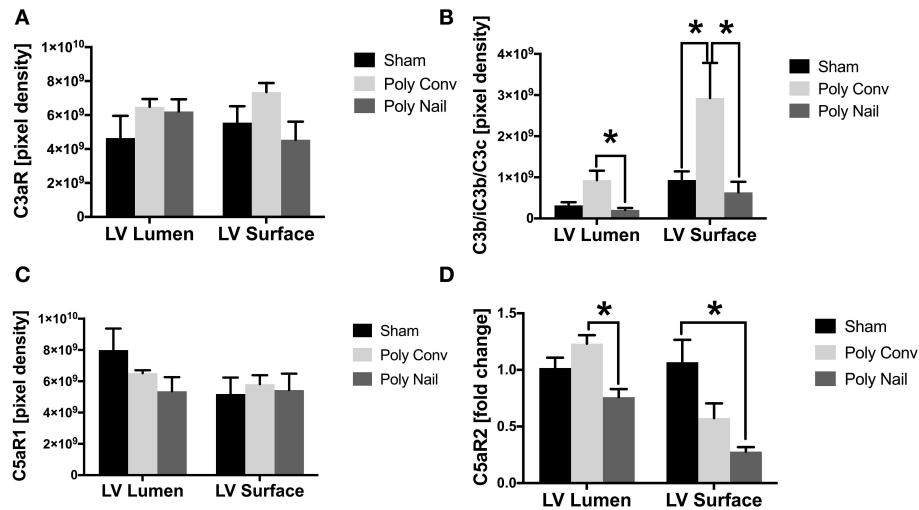 A
C3aR [pixel density]
1×10¹⁰
8×10⁹
6×10⁹
4×10⁹
2×10⁹
0
LV Lumen LV Surface
Sham
Poly Conv
Poly Nail
B
C3b/iC3b/C3c [pixel density]
4×10⁹
3×10⁹
2×10⁹
1×10⁹
0
* * *
LV Lumen LV Surface
Sham
Poly Conv
Poly Nail
C
C5aR1 [pixel density]
1×10¹⁰
8×10⁹
6×10⁹
4×10⁹
2×10⁹
0
LV Lumen LV Surface
Sham
Poly Conv
Poly Nail
D
C5aR2 [fold change]
1.5
1.0
0.5
0.0
* *
LV Lumen LV Surface
Sham
Poly Conv
Poly Nail